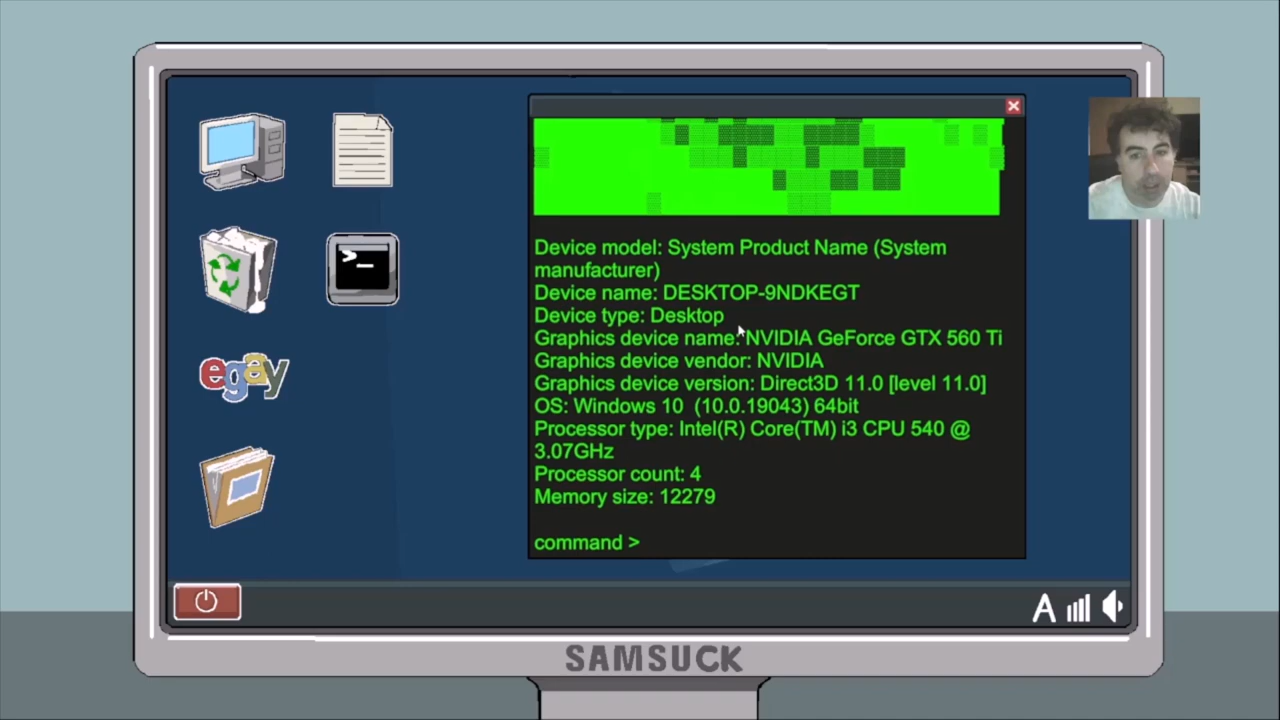 Device model: System Product Name (System
manufacturer)
Device name: DESKTOP-9NDKEGT
Device type: Desktop
Graphics device name: NVIDIA GeForce GTX 560 Ti
Graphics device vendor: NVIDIA
Graphics device version: Direct3D 11.0 [level 11.0]
OS: Windows 10 (10.0.19043) 64bit
Processor type: Intel(R) Core(TM) i3 CPU 540 @
3.07GHz
Processor count: 4
Memory size: 12279
command >
>_
egay
A
SAMSUCK